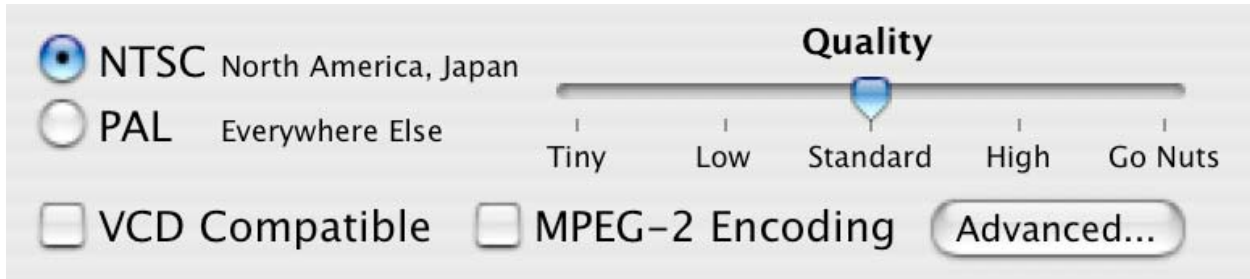 NTSC North America, Japan
PAL Everywhere Else
Quality
Tiny Low Standard High Go Nuts
VCD Compatible MPEG-2 Encoding Advanced...